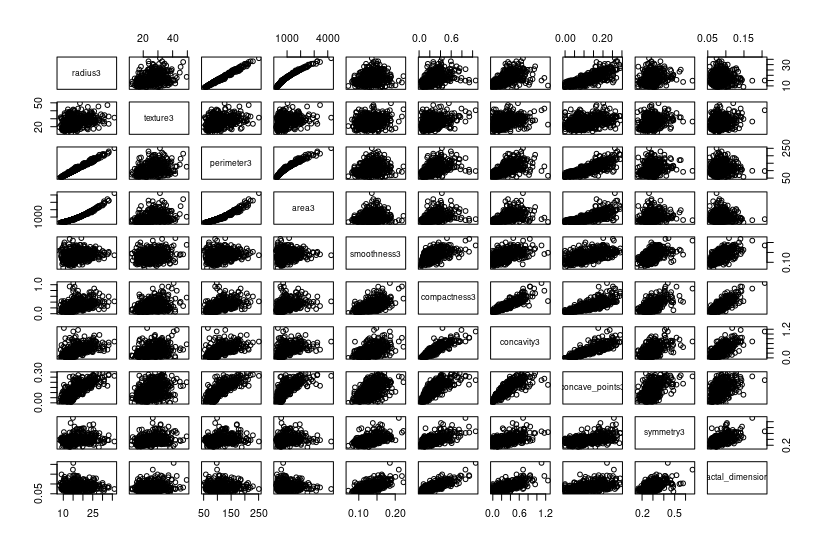 20 40 1000 4000 0.0 0.6 0.00 0.20 0.05 0.15
radius3 10 30
20 50 texture3
perimeter3 50 250
1000 area3
smoothness3 0.10
0.0 1.0 compactness3
concavity3 0.0 1.2
0.00 0.30 concave_points3
symmetry3 0.2
0.05 actal_dimension
10 25 50 150 250 0.10 0.20 0.0 0.6 1.2 0.2 0.5